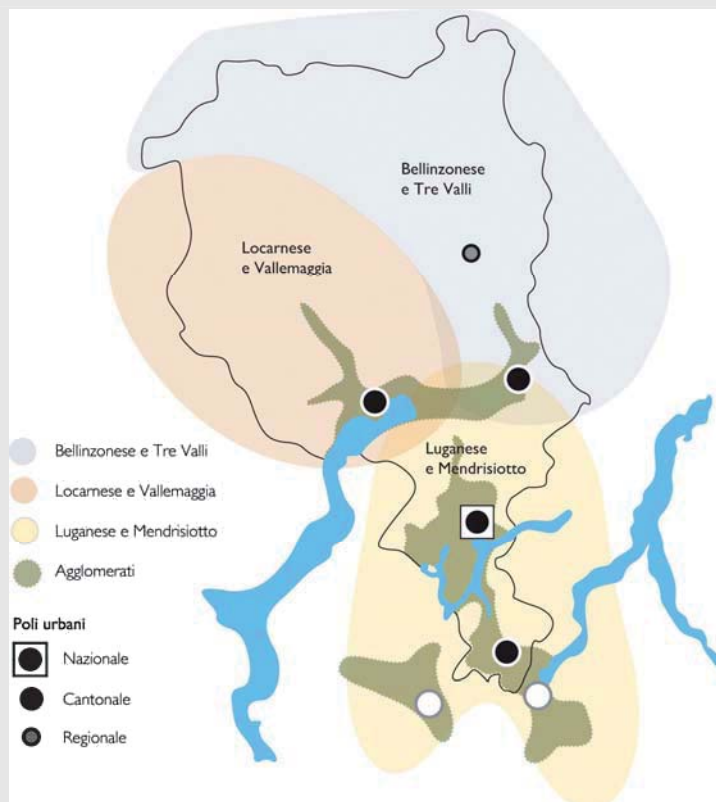 Bellinzonese
e Tre Valli
Locarnese
e Vallemaggia
Luganese
e Mendrisiotto
Bellinzonese e Tre Valli
Locarnese e Vallemaggia
Luganese e Mendrisiotto
Agglomerati
Poli urbani
Nazionale
Cantonale
Regionale